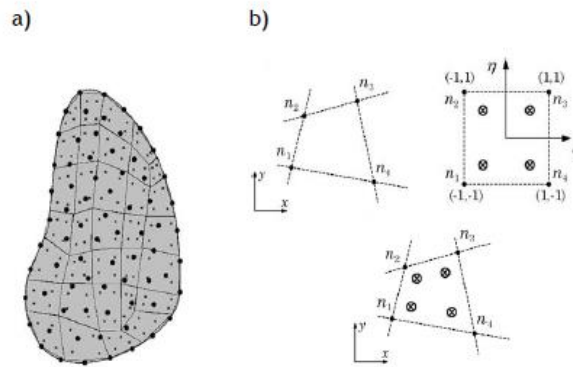 a)
b)
n₃
n₂
n₁
n₄
y
x
(-1,1)
η
(1,1)
n₂
n₃
n₁
n₄
(-1,-1)
(1,-1)
n₃
n₂
n₁
n₄
y
x